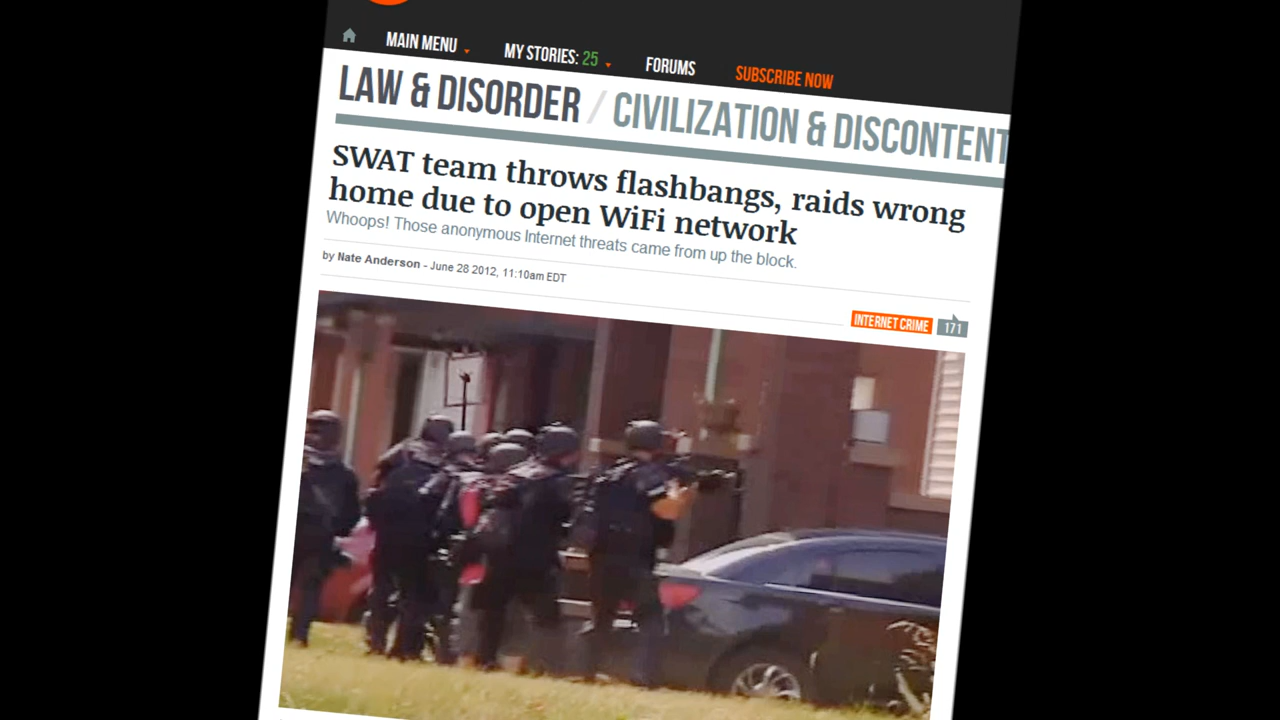 MAIN MENU
MY STORIES: 25
FORUMS
SUBSCRIBE NOW
LAW & DISORDER / CIVILIZATION & DISCONTENT
SWAT team throws flashbangs, raids wrong
home due to open WiFi network
Whoops! Those anonymous Internet threats came from up the block.
by Nate Anderson - June 28 2012, 11:10am EDT
INTERNET CRIME
171